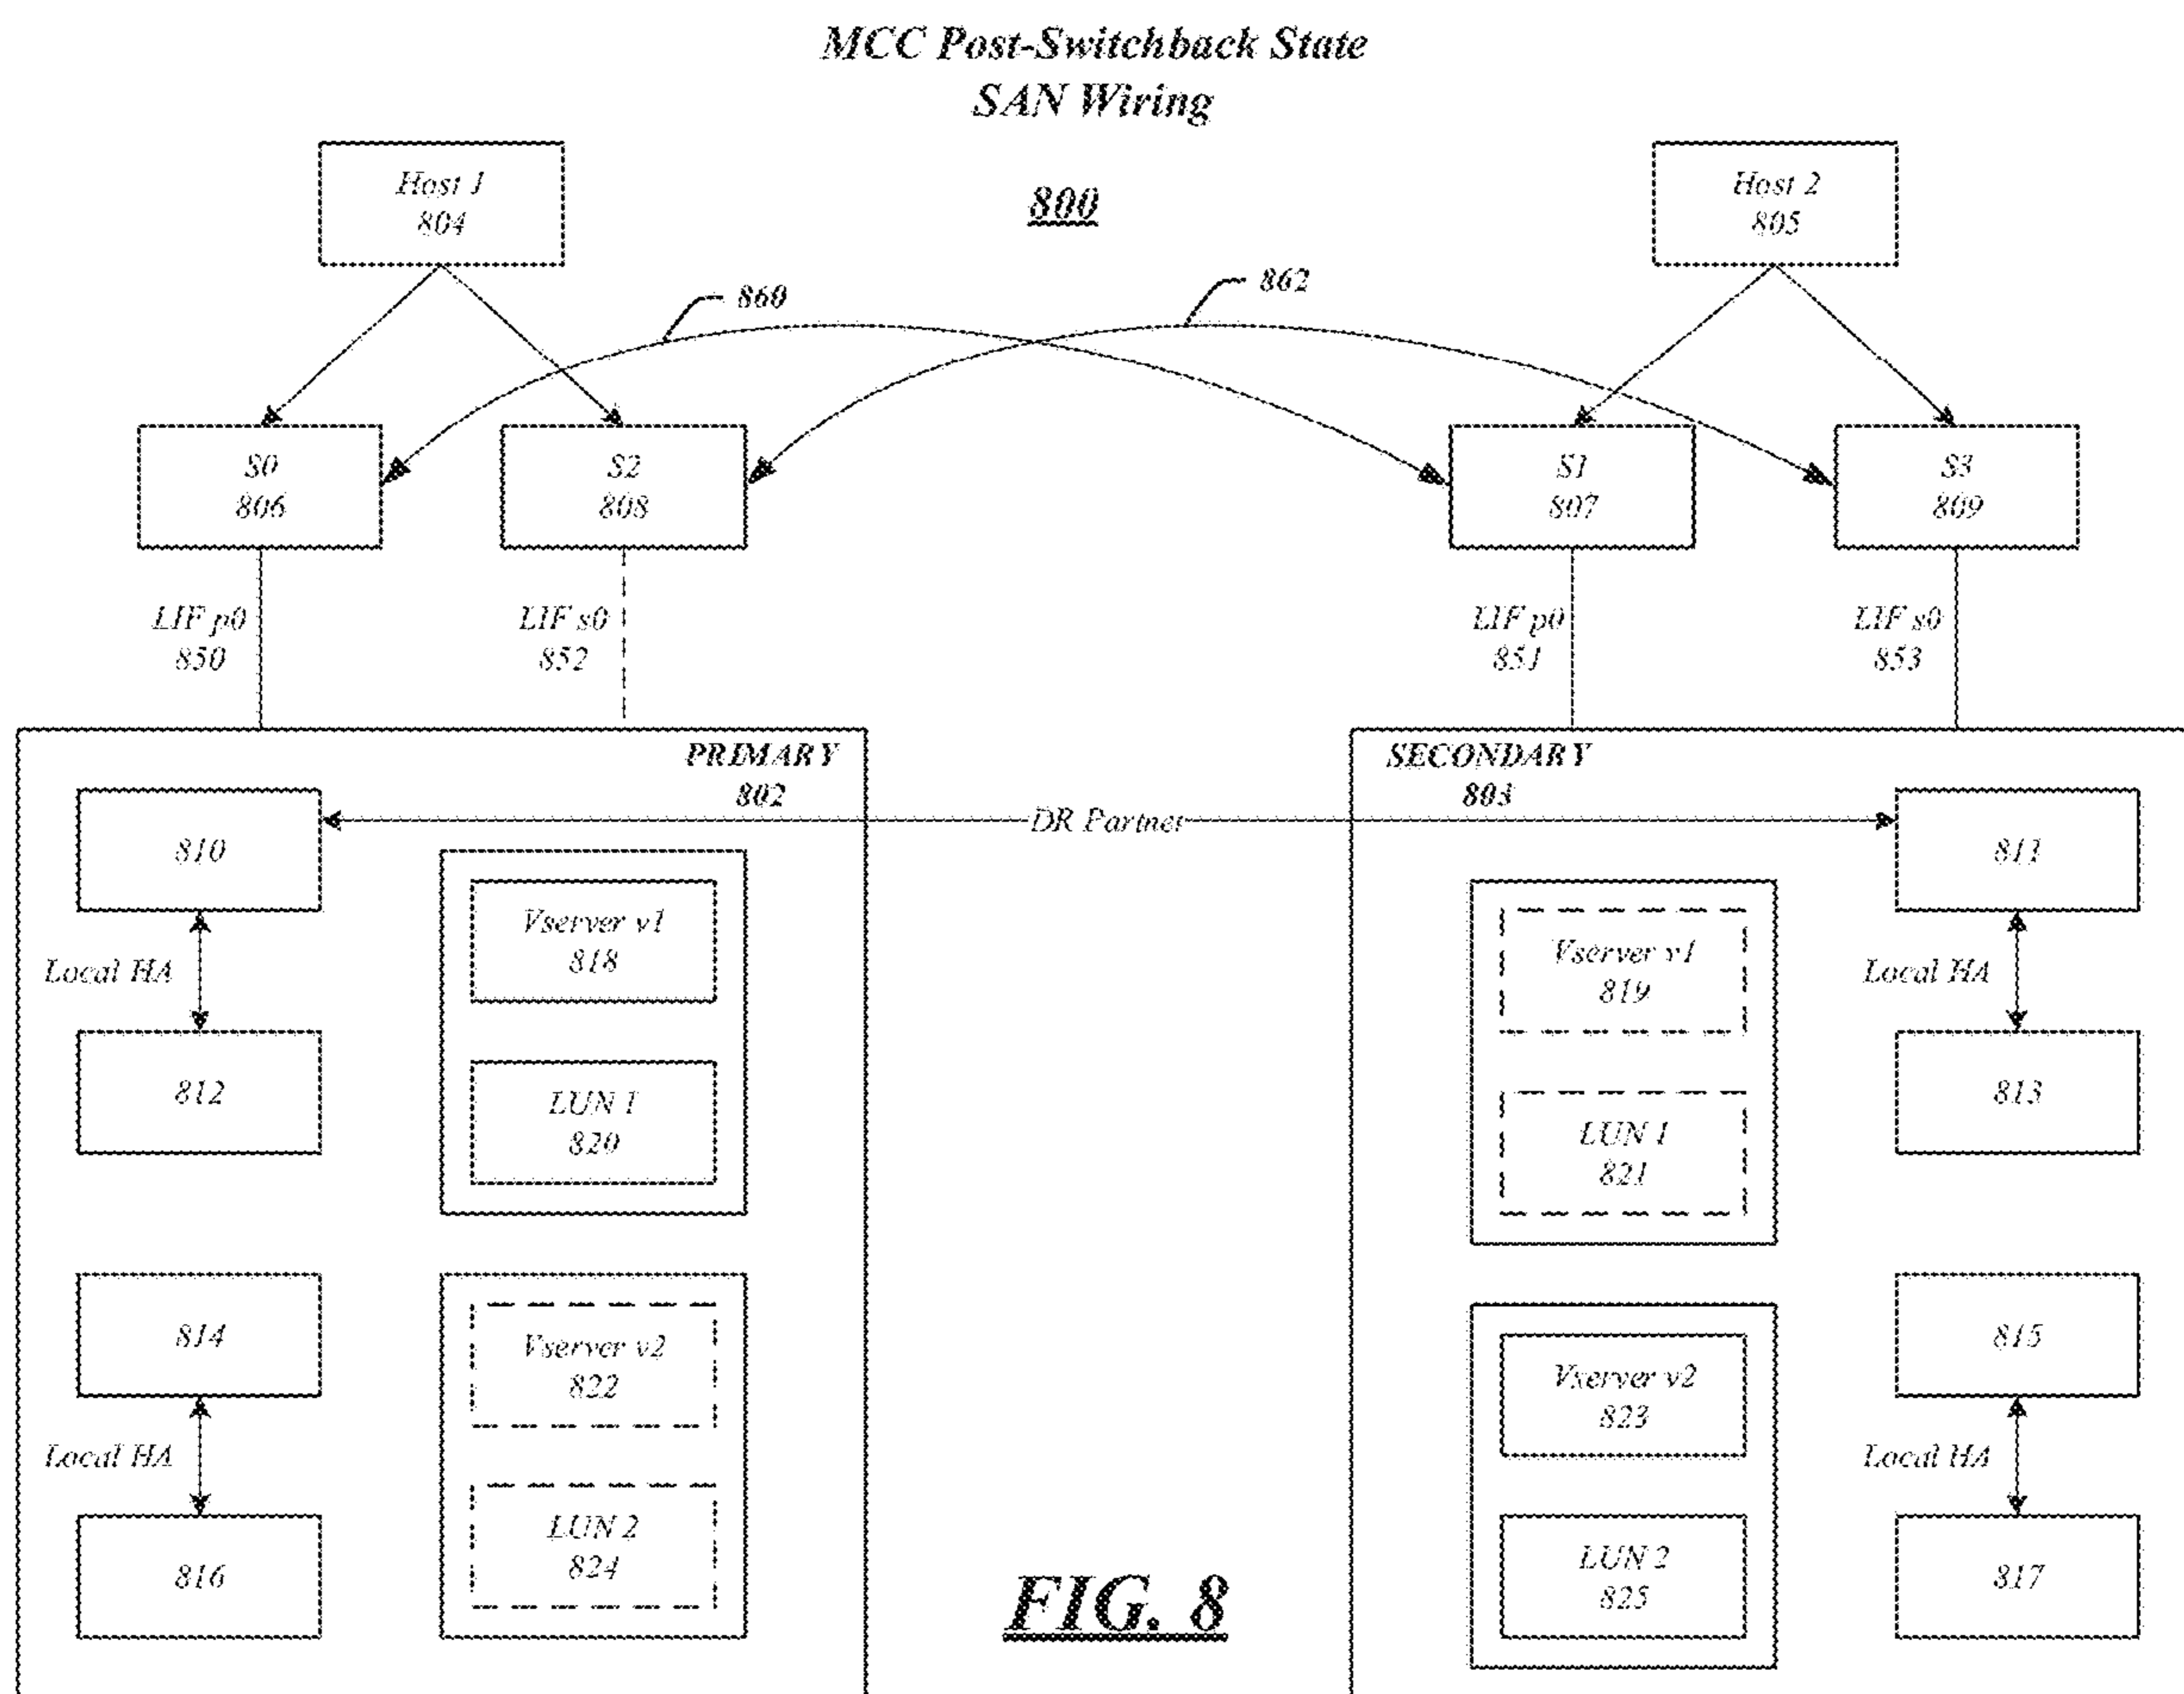 MCC Post-Switchback State
SAN Wiring
800
Host 1
804
Host 2
805
860
862
S0
806
S2
808
S1
807
S3
809
LIF p0
850
LIF s0
852
LIF p0
851
LIF s0
853
PRIMARY
802
SECONDARY
803
DR Partner
810
811
Vserver v1
818
Vserver v1
819
Local HA
Local HA
812
813
LUN 1
820
LUN 1
821
814
815
Vserver v2
822
Vserver v2
823
Local HA
Local HA
816
817
LUN 2
824
LUN 2
825
FIG. 8